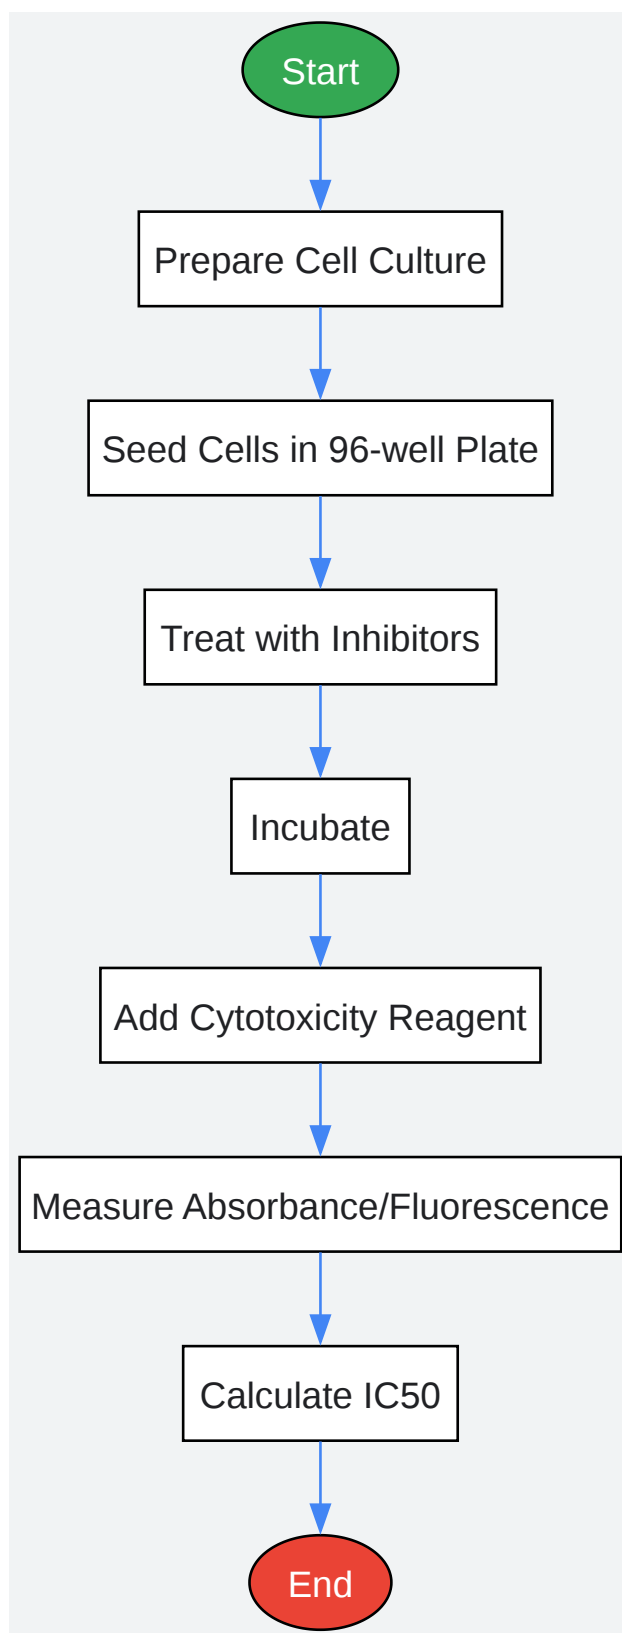 Start
Prepare Cell Culture
Seed Cells in 96-well Plate
Treat with Inhibitors
Incubate
Add Cytotoxicity Reagent
Measure Absorbance/Fluorescence
Calculate IC50
End